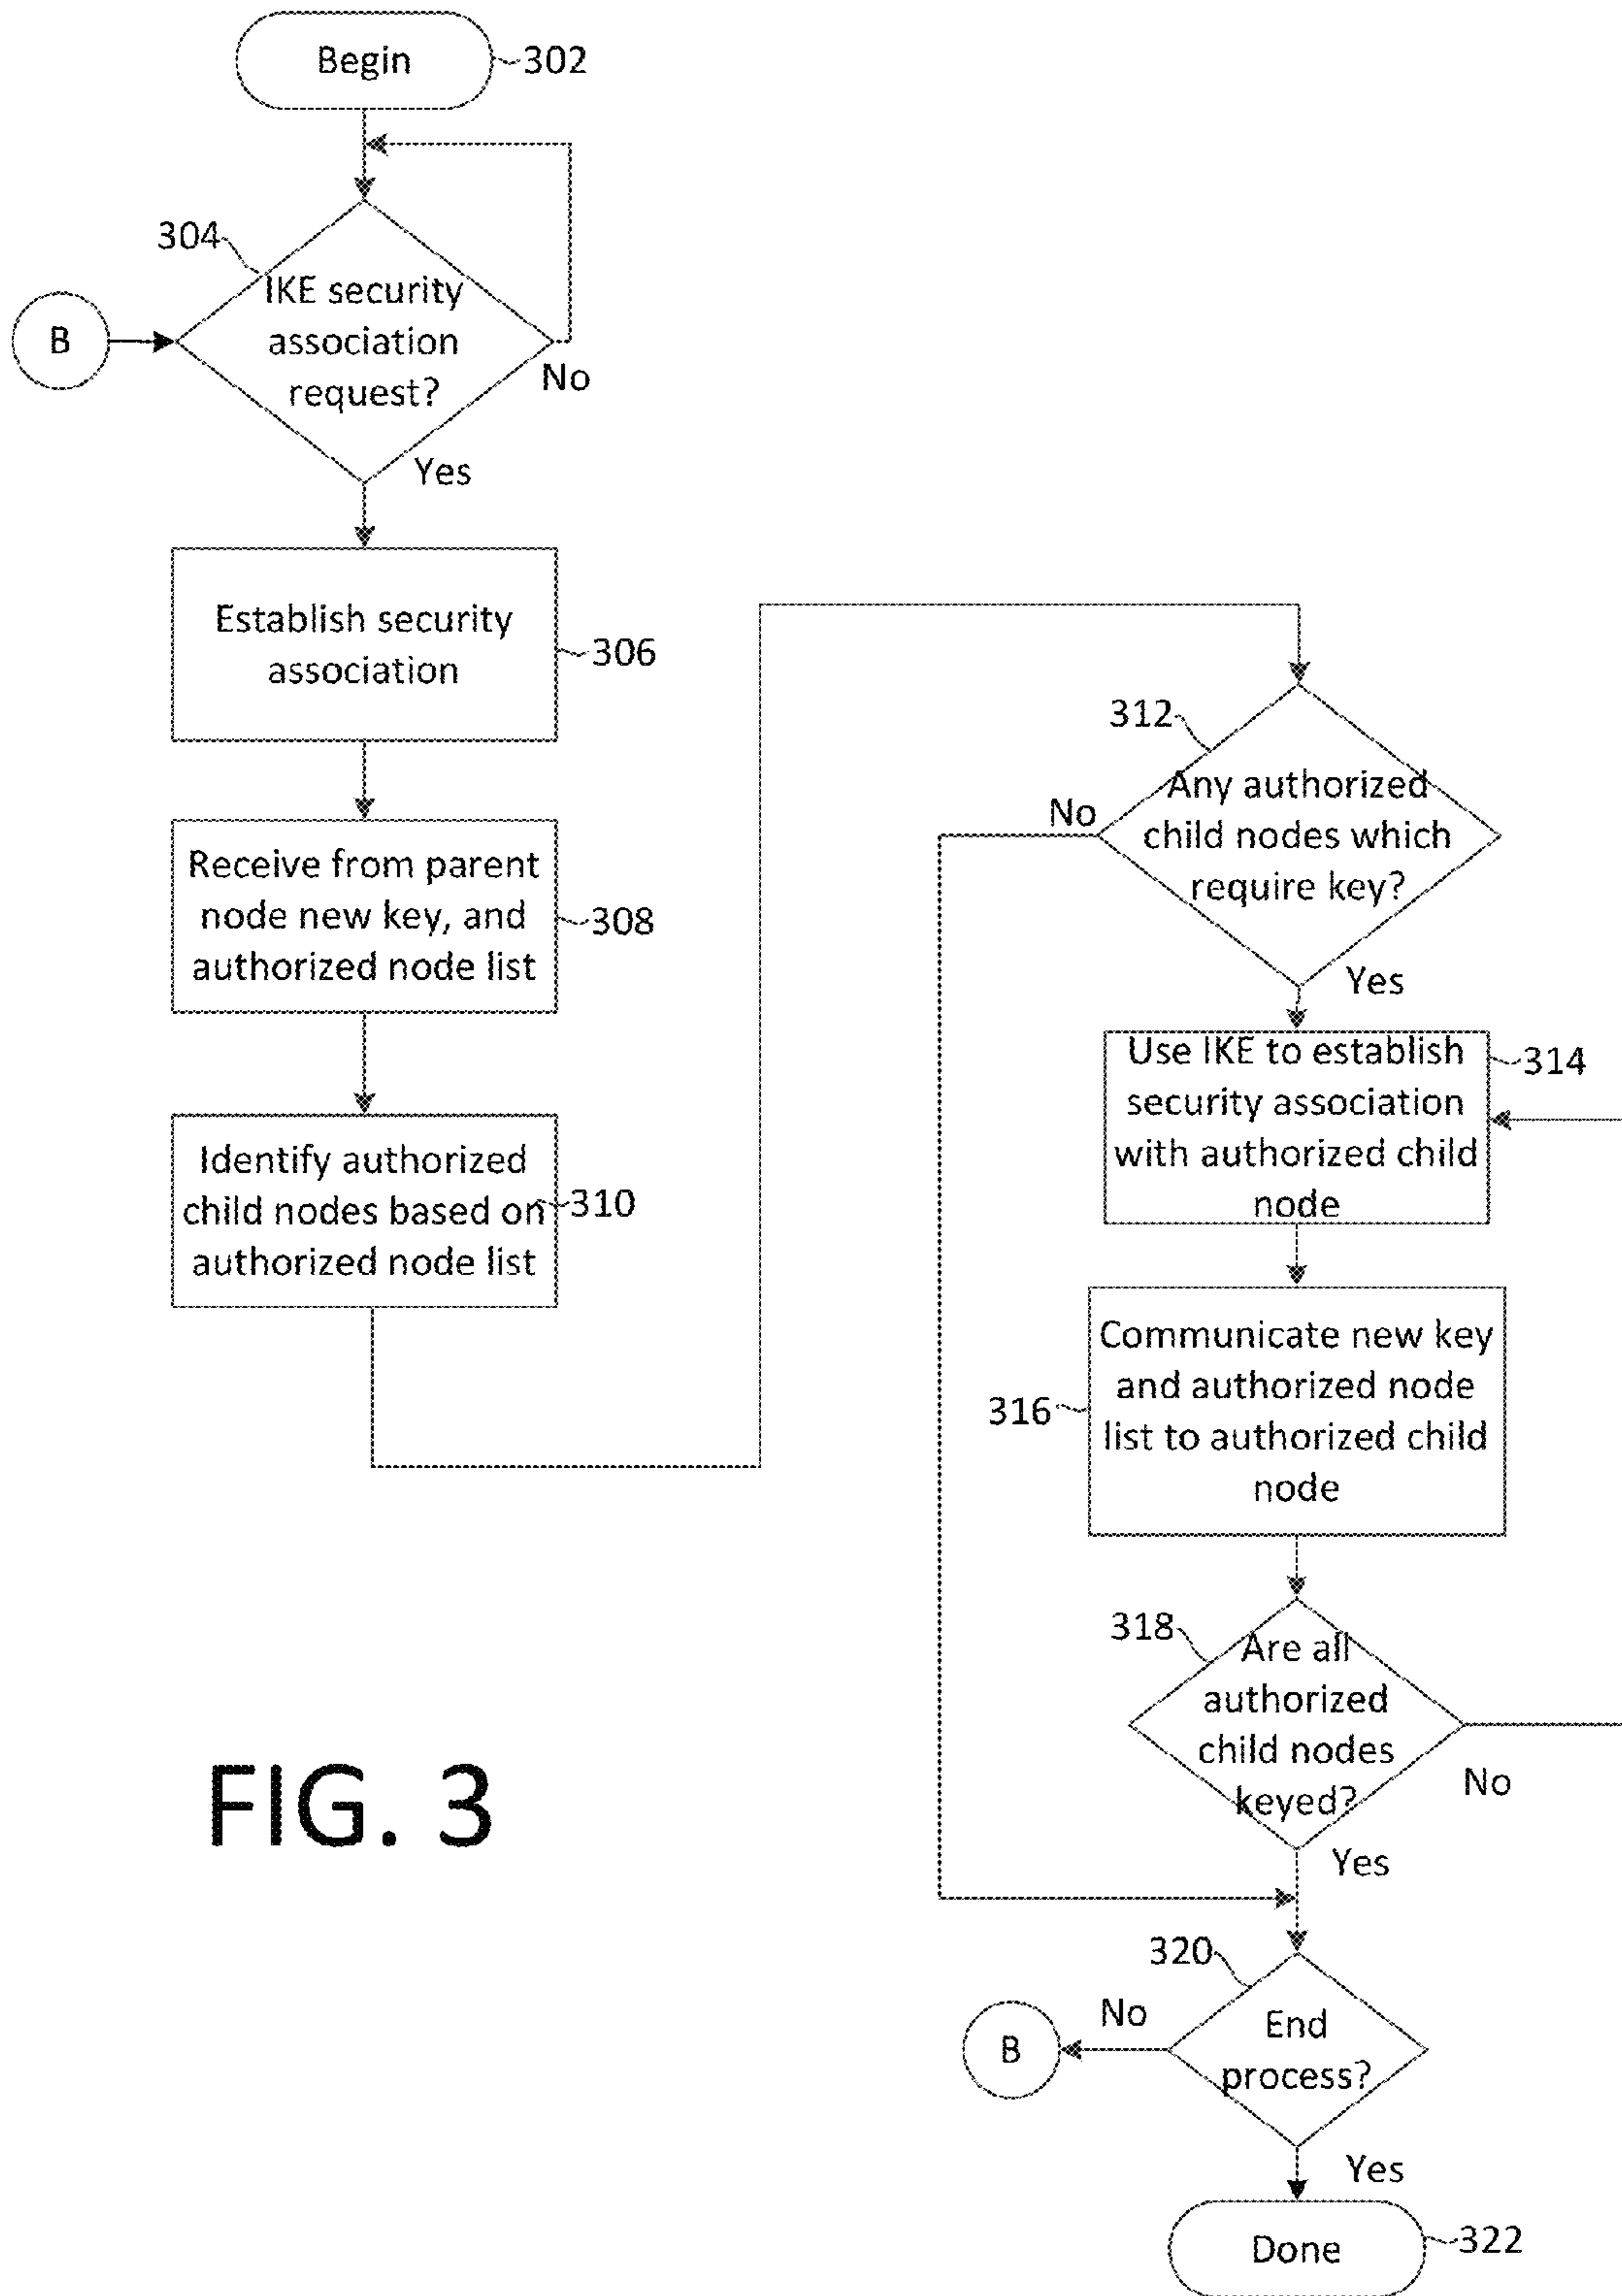 Begin
302
304
IKE security
association
request?
B
No
Yes
Establish security
association
306
Receive from parent
node new key, and
authorized node list
308
Identify authorized
child nodes based on
authorized node list
310
312
Any authorized
child nodes which
require key?
No
Yes
Use IKE to establish
security association
with authorized child
node
314
Communicate new key
and authorized node
list to authorized child
node
316
318
Are all
authorized
child nodes
keyed?
No
Yes
320
End
process?
No
B
Yes
Done
322
FIG. 3